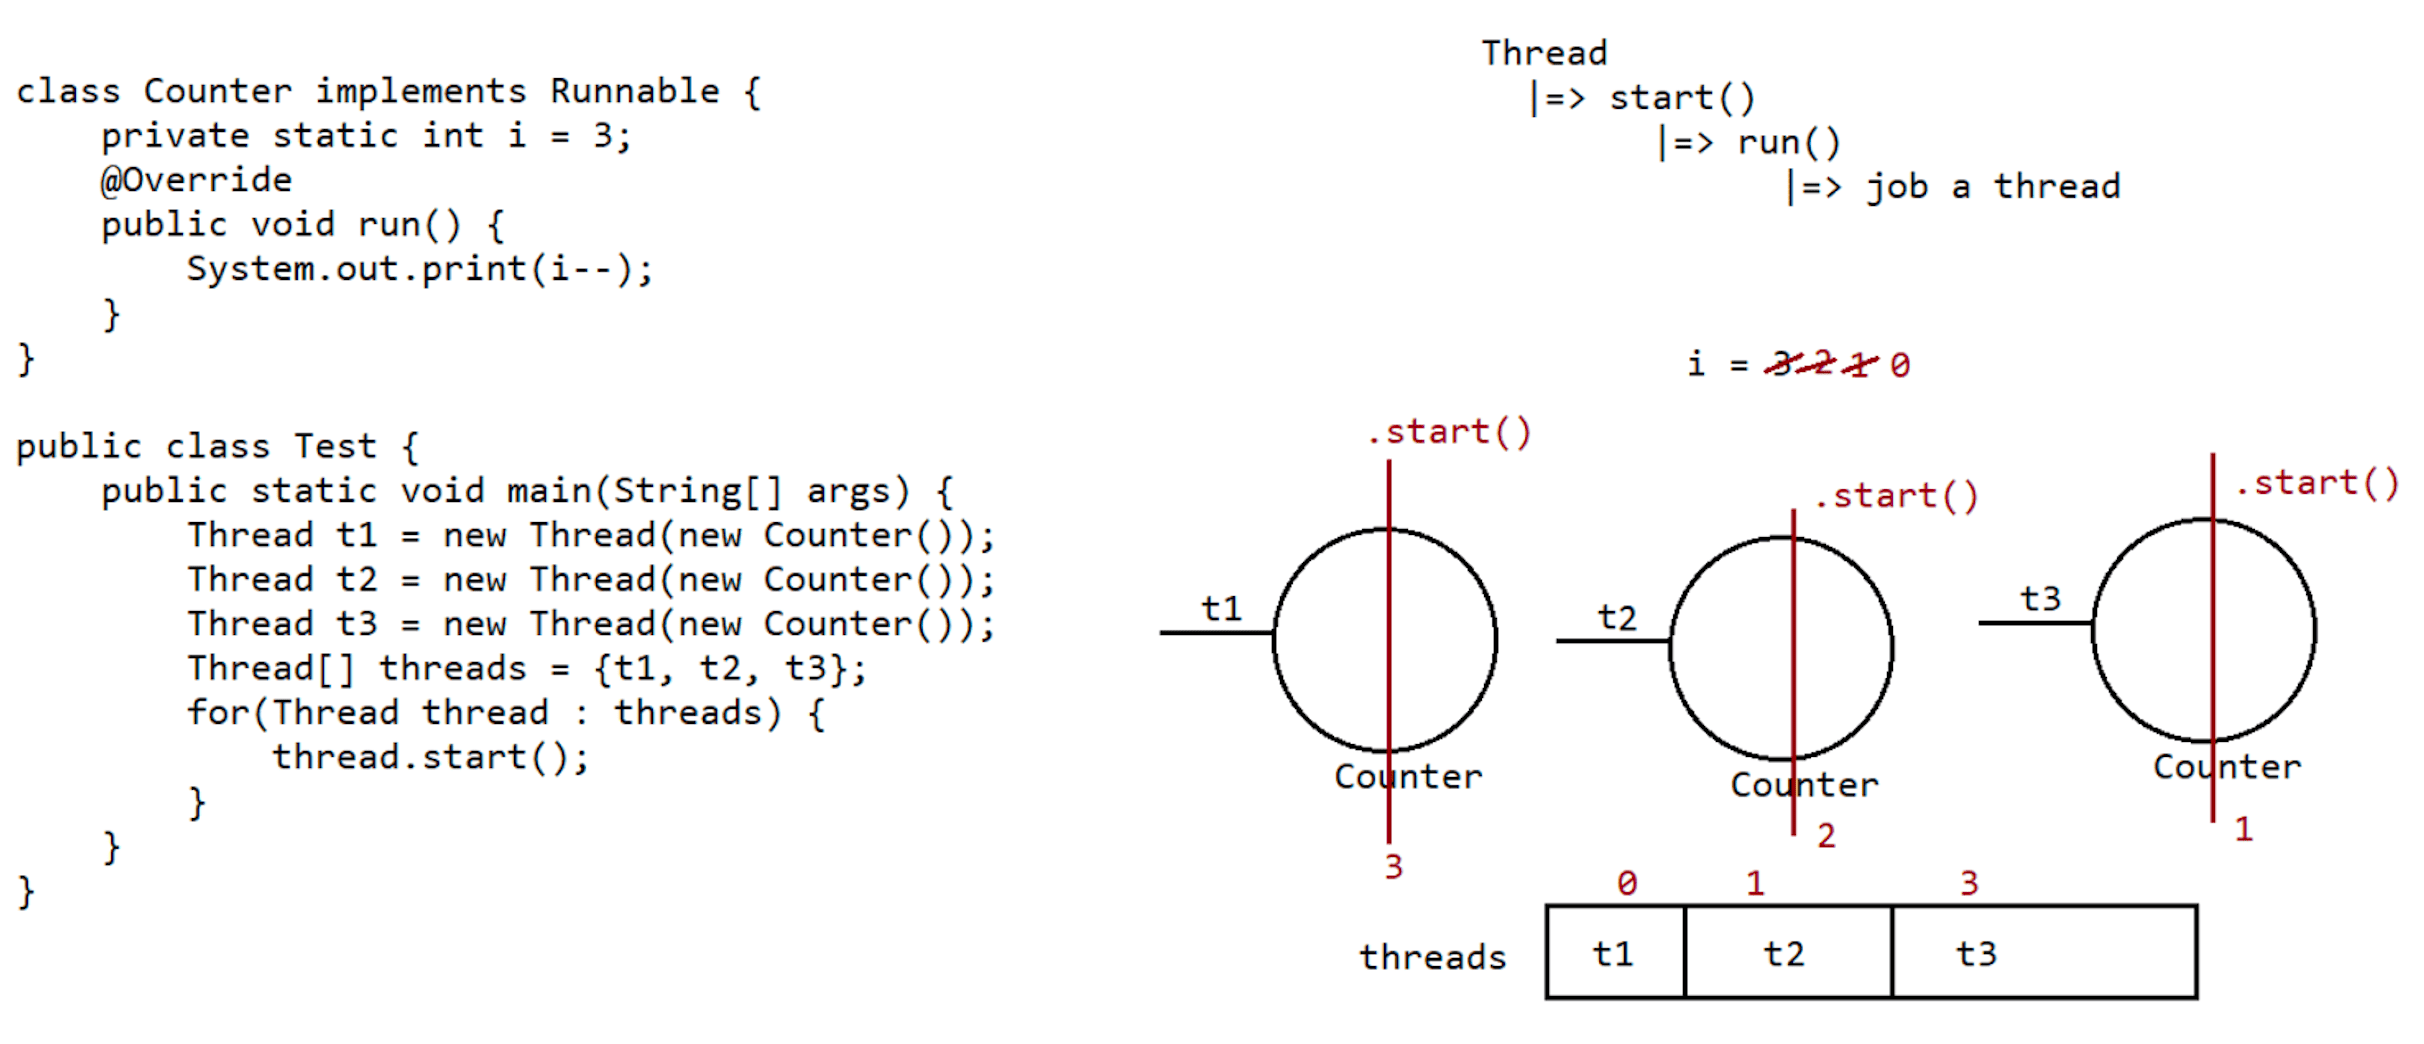 class Counter implements Runnable {
    private static int i = 3;
    @Override
    public void run() {
        System.out.print(i--);
    }
}
public class Test {
    public static void main(String[] args) {
        Thread t1 = new Thread(new Counter());
        Thread t2 = new Thread(new Counter());
        Thread t3 = new Thread(new Counter());
        Thread[] threads = {t1, t2, t3};
        for(Thread thread : threads) {
            thread.start();
        }
    }
}
Thread
|=> start()
|=> run()
|=> job a thread
i = 3 2 1 0
.start()
t1
Counter
3
.start()
t2
Counter
2
.start()
t3
Counter
1
0 1 3
threads t1 t2 t3